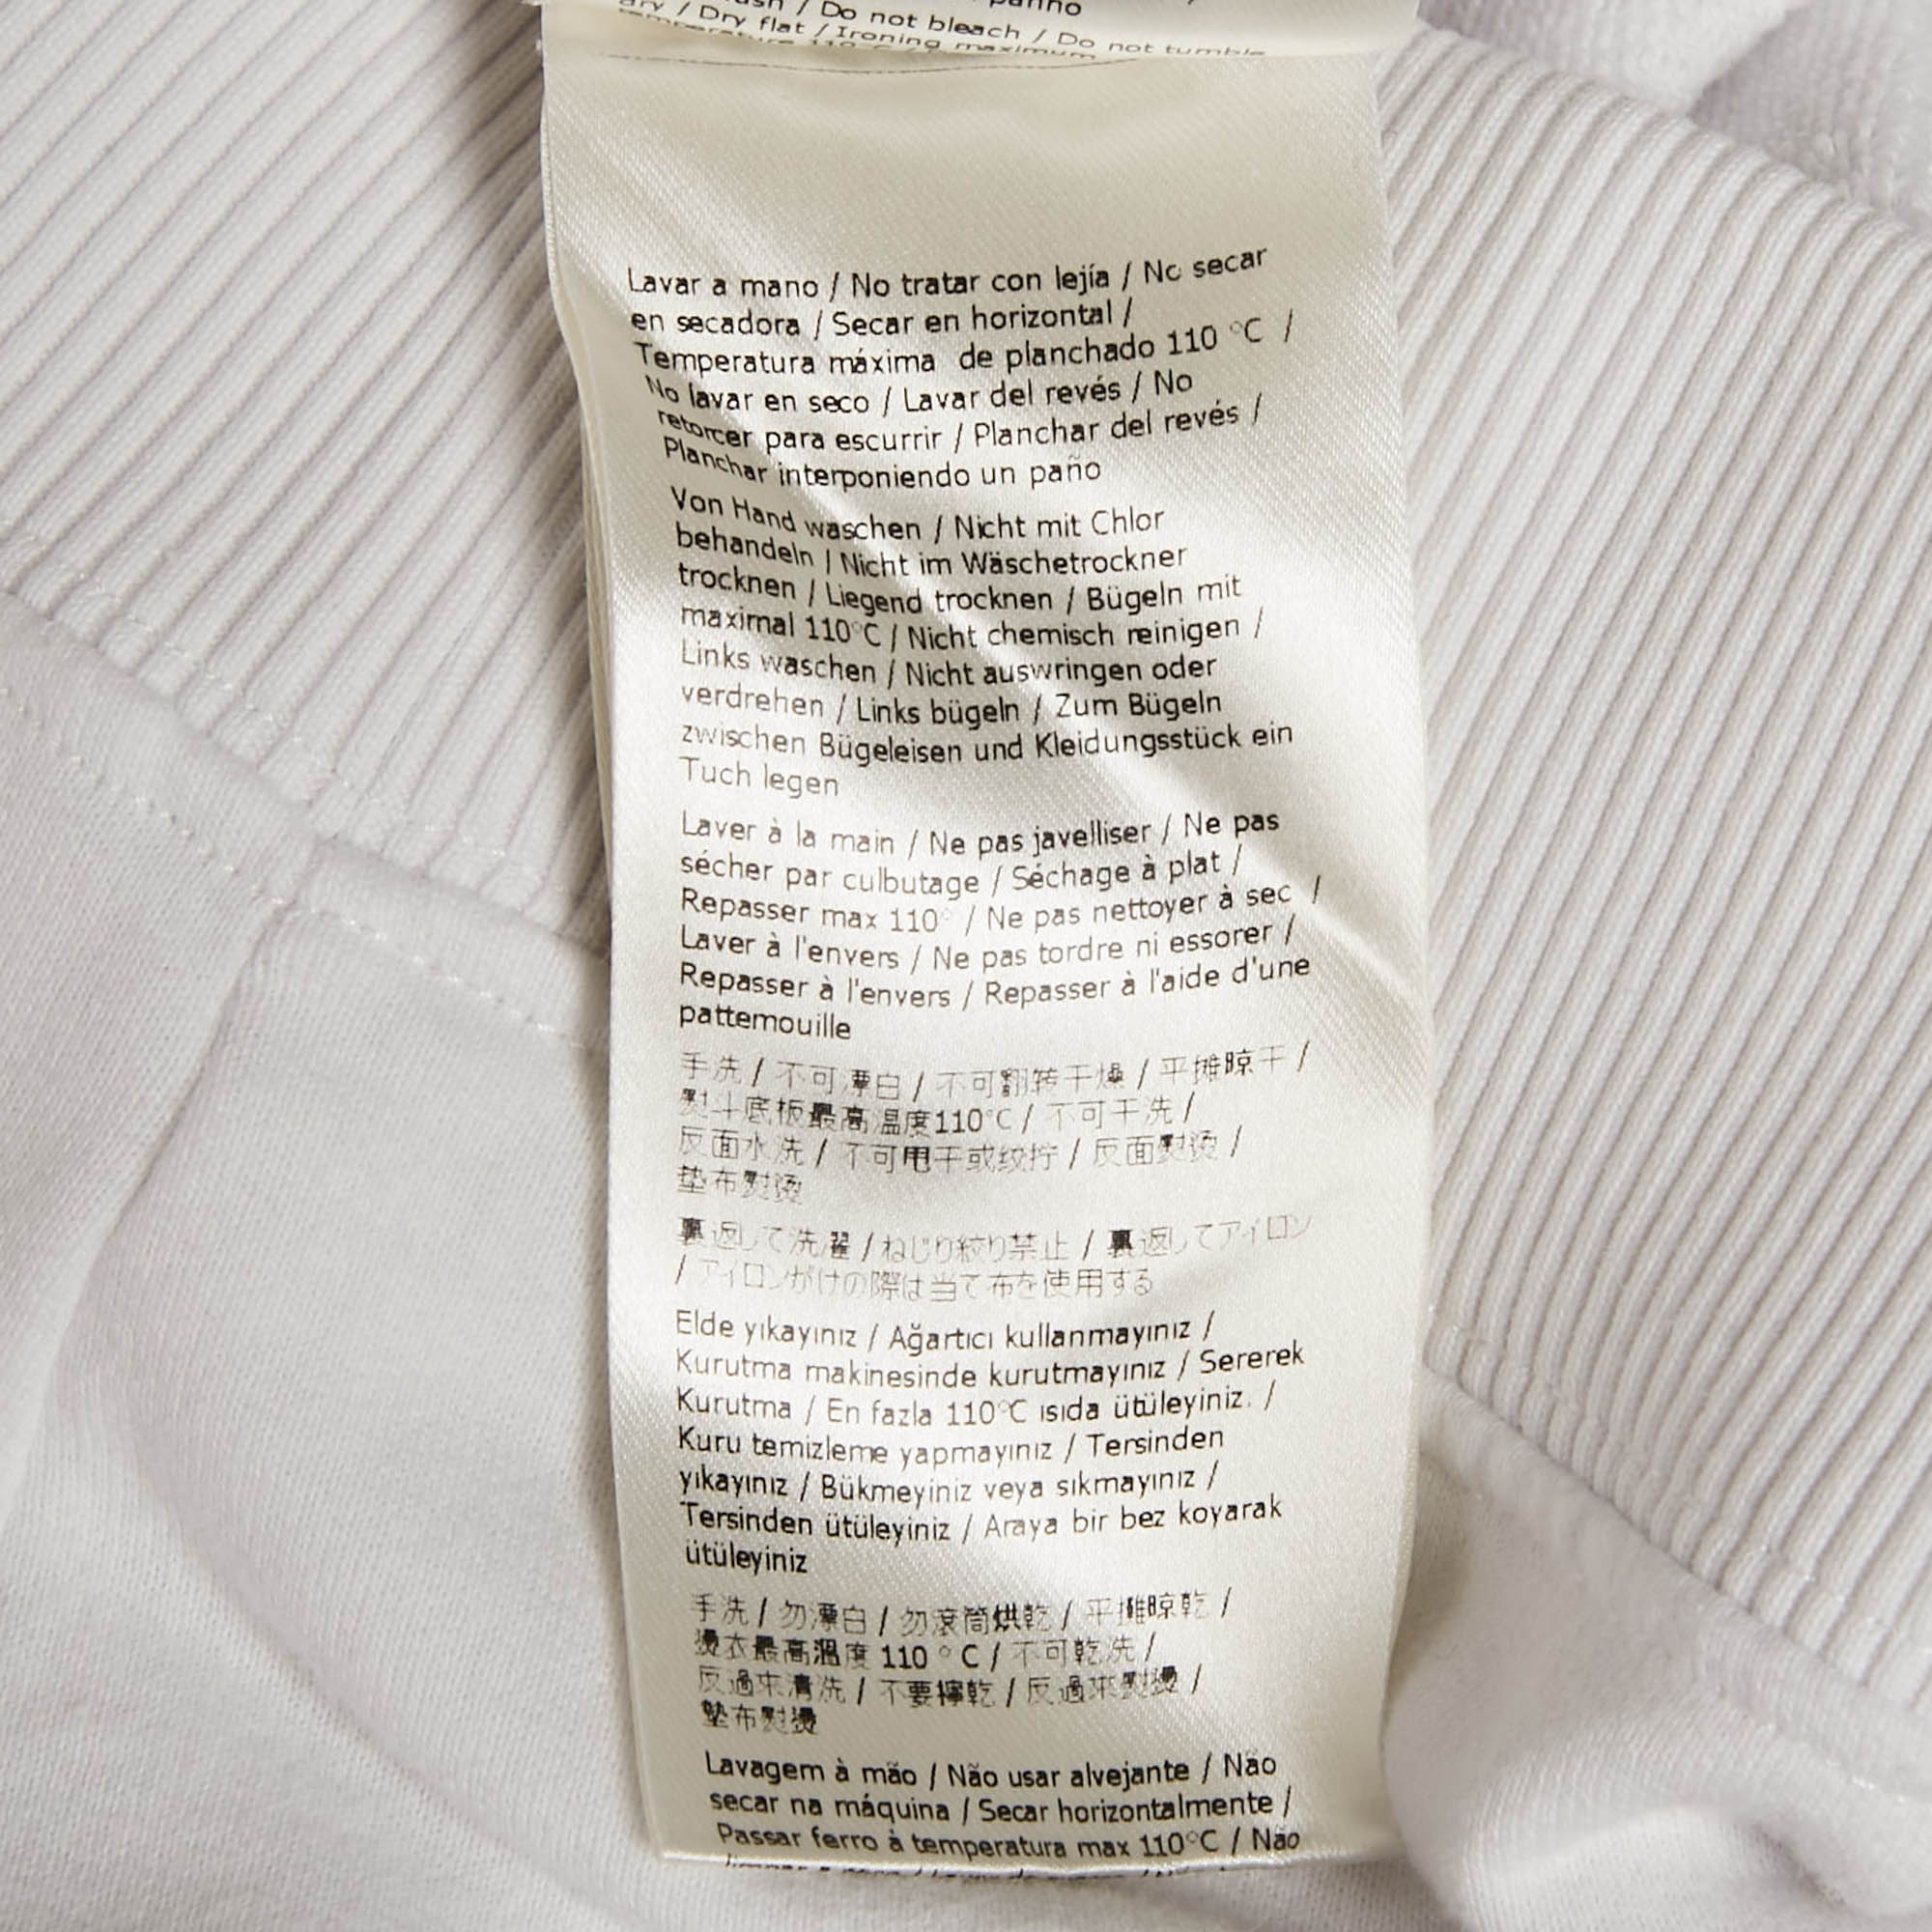 panno
/ Do not bleach / Do not tumble
dry / Dry flat / Ironing maximum
Lavar a mano / No tratar con lejía / No secar
en secadora / Secar en horizontal /
Temperatura máxima de planchado 110 °C /
No lavar en seco / Lavar del revés / No
retorcer para escurrir / Planchar del revés /
Planchar interponiendo un paño
Von Hand waschen / Nicht mit Chlor
behandeln / Nicht im Wäschetrockner
trocknen / Liegend trocknen / Bügeln mit
maximal 110°C / Nicht chemisch reinigen /
Links waschen / Nicht auswringen oder
verdrehen / Links bügeln / Zum Bügeln
zwischen Bügeleisen und Kleidungsstück ein
Tuch legen
Laver à la main / Ne pas javelliser / Ne pas
sécher par culbutage / Séchage à plat /
Repasser max 110° / Ne pas nettoyer à sec /
Laver à l'envers / Ne pas tordre ni essorer /
Repasser à l'envers / Repasser à l'aide d'une
pattemouille
手洗 / 不可漂白 / 不可翻转干燥 / 平摊晾干 /
熨斗底板最高温度110°C / 不可干洗 /
反面水洗 / 不可甩干或绞拧 / 反面熨烫 /
垫布熨烫
裏返して洗濯 / ねじり絞り禁止 / 裏返してアイロン
/ アイロンがけの際は当て布を使用する
Elde yıkayınız / Ağartıcı kullanmayınız /
Kurutma makinesinde kurutmayınız / Sererek
Kurutma / En fazla 110°C ısıda ütüleyiniz. /
Kuru temizleme yapmayınız / Tersinden
yıkayınız / Bükmeyiniz veya sıkmayınız /
Tersinden ütüleyiniz / Araya bir bez koyarak
ütüleyiniz
手洗 / 勿漂白 / 勿滾筒烘乾 / 平攤晾乾 /
燙衣最高溫度 110 ° C / 不可乾洗 /
反過來清洗 / 不要擰乾 / 反過來熨燙 /
墊布熨燙
Lavagem à mão / Não usar alvejante / Não
secar na máquina / Secar horizontalmente /
Passar ferro à temperatura max 110°C / Não